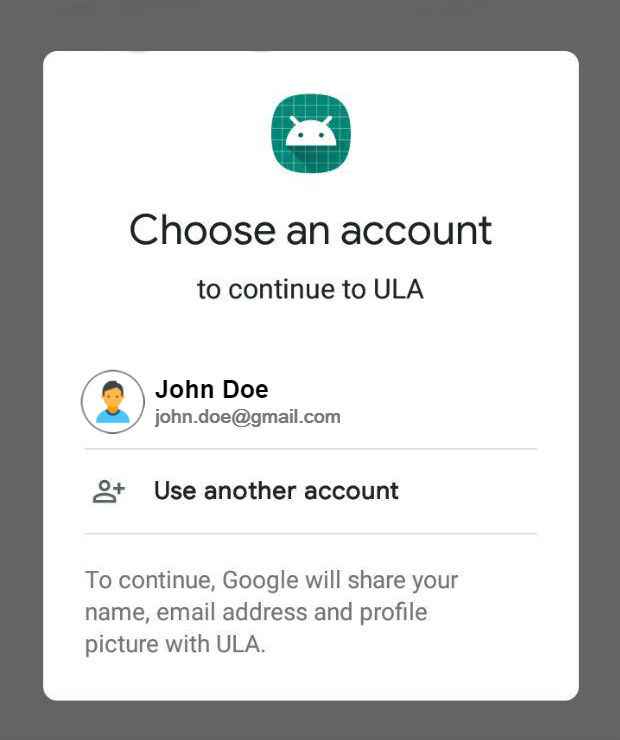 Choose an account
to continue to ULA
John Doe
john.doe@gmail.com
Use another account
To continue, Google will share your
name, email address and profile
picture with ULA.